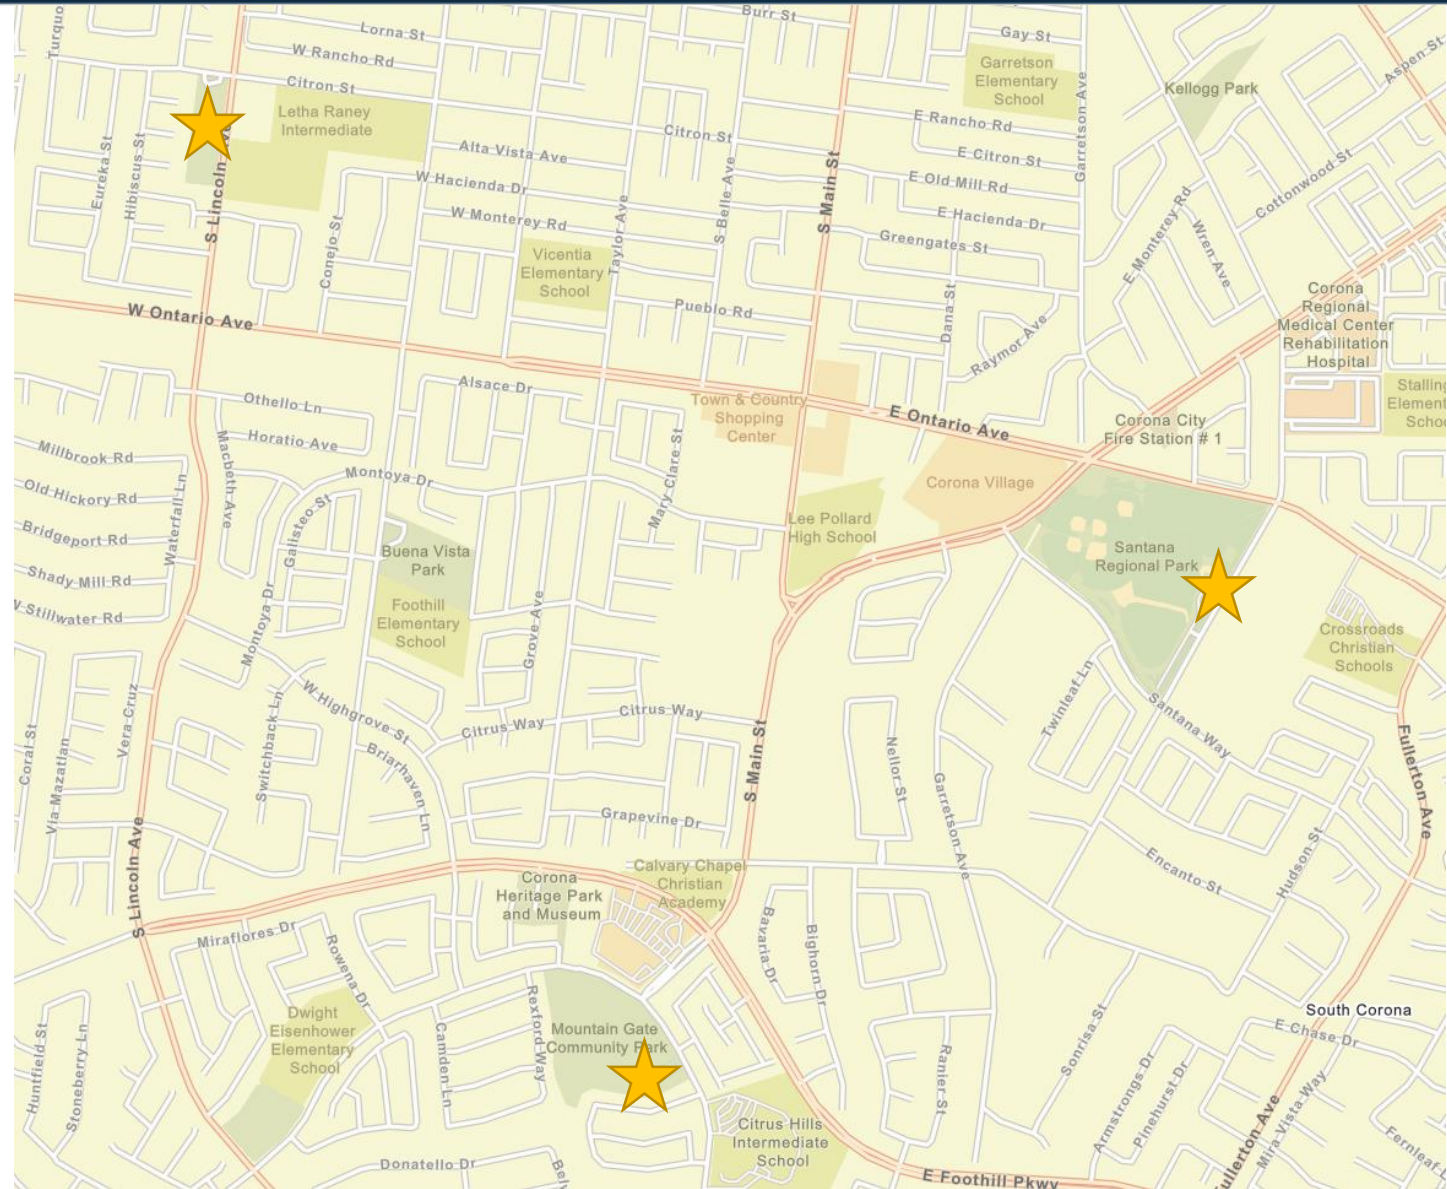 Burr St
Turquo
Lorna St
Gay St
W Rancho Rd
Garretson
Elementary
School
Aspen St
Citron St
Kellogg Park
Letha Raney
Intermediate
Garretson Ave
E Rancho Rd
Citron St
E Citron St
Alta Vista Ave
Eureka St
Hibiscus St
S Lincoln Ave
W Hacienda Dr
S Belle Ave
S Main St
E Old Mill Rd
Cottonwood St
W Monterey Rd
E Hacienda Dr
Taylor Ave
Greengates St
E Monterey Rd
Wren Ave
Conejo St
Vicentia
Elementary
School
Corona
Regional
Medical Center
Rehabilitation
Hospital
W Ontario Ave
Pueblo Rd
Dana St
Raymor Ave
Alsace Dr
Town & Country
Shopping
Center
Stalling
Element
Schoo
Othello Ln
E Ontario Ave
Corona City
Fire Station # 1
Horatio Ave
Macbeth Ave
Millbrook Rd
Montoya Dr
Mary Clare St
Corona Village
Old Hickory Rd
Waterfall Ln
Galisteo St
Lee Pollard
High School
Bridgeport Rd
Buena Vista
Park
Santana
Regional Park
Shady Mill Rd
W Stillwater Rd
Montoya Dr
Foothill
Elementary
School
Grove Ave
Crossroads
Christian
Schools
Twinleaf Ln
Coral St
Vera Cruz
Switchback Ln
W Highgrove St
Citrus Way
Citrus Way
Santana Way
Via Mazatlan
Briarhaven Ln
S Main St
Nellor St
Garretson Ave
Fullerton Ave
Grapevine Dr
S Lincoln Ave
Calvary Chapel
Christian
Academy
Encanto St
Hudson St
Corona
Heritage Park
and Museum
Miraflores Dr
Rowena Dr
Bavaria Dr
Bighorn Dr
Dwight
Eisenhower
Elementary
School
Rexford Way
Mountain Gate
Community Park
South Corona
E Chase Dr
Huntfield St
Stoneberry Ln
Camden Ln
Ranier St
Sonrisa St
Armstrongs Dr
Pinehurst Dr
Mira Vista Way
Citrus Hills
Intermediate
School
Fernleaf
Donatello Dr
Belv
E Foothill Pkwy
Fullerton Ave